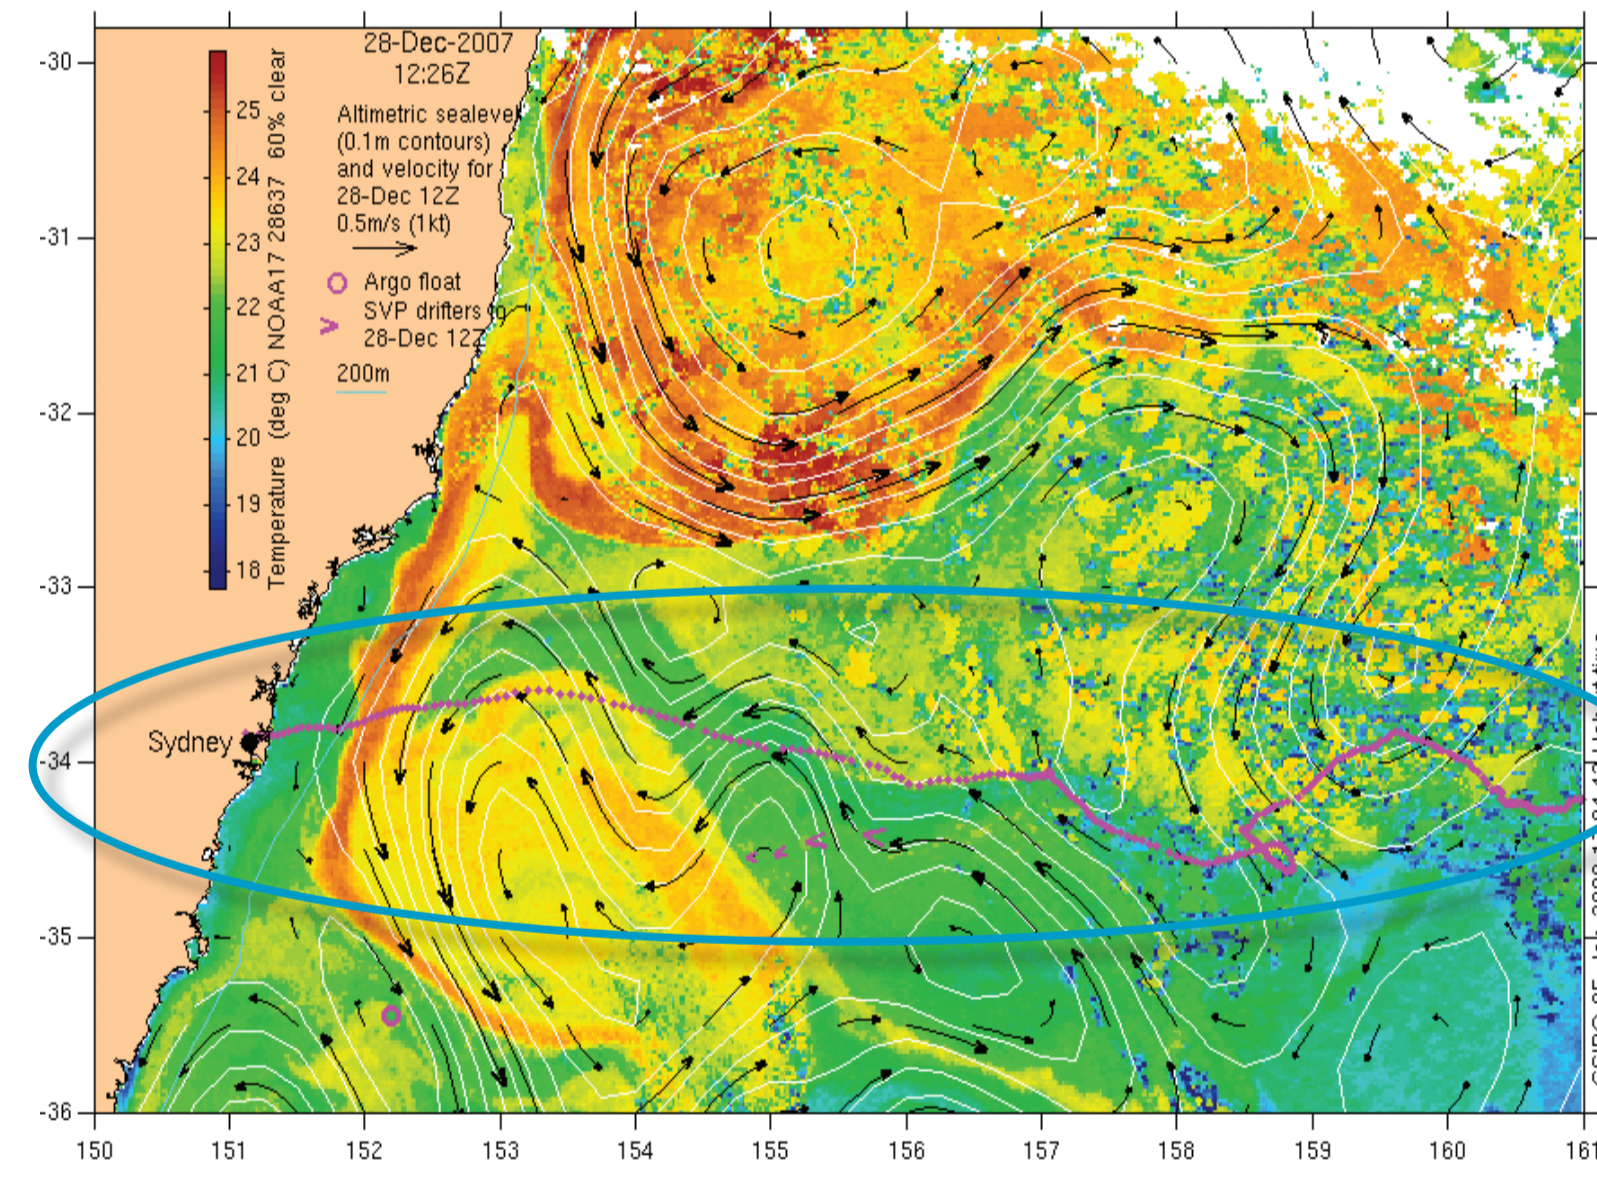 28-Dec-2007
12:26Z
Altimetric sealevel
(0.1m contours)
and velocity for
28-Dec 12Z
0.5m/s (1kt)
Argo float
SVP drifters
28-Dec 12Z
200m
Temperature (deg C) NOAA17 28637 60% clear
25
24
23
22
21
20
19
18
Sydney
-30
-31
-32
-33
-34
-35
-36
150
151
152
153
154
155
156
157
158
159
160
161